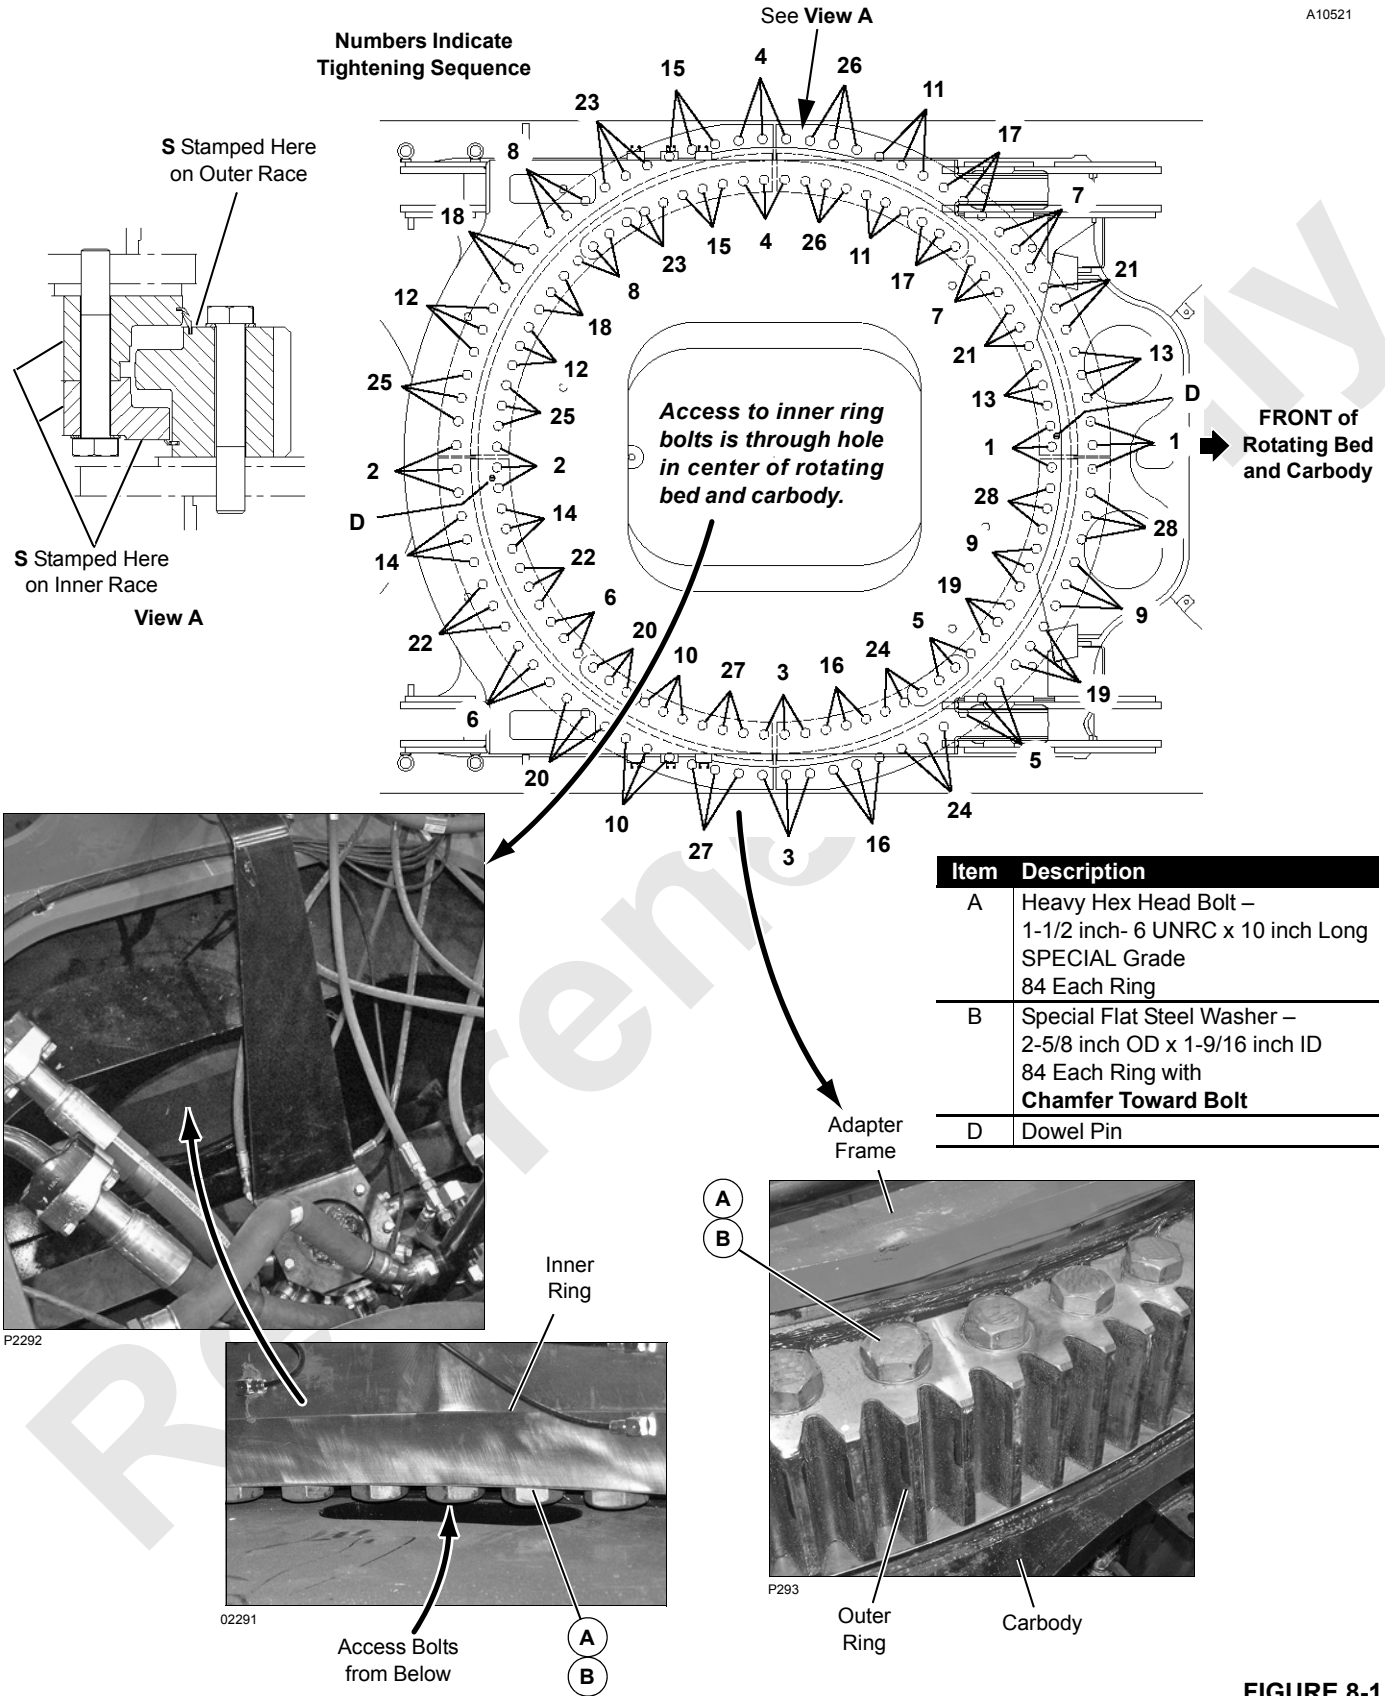 See View A
A10521
Numbers Indicate
Tightening Sequence
S Stamped Here
on Outer Race
S Stamped Here
on Inner Race
View A
15
4
26
11
23
17
8
7
18
21
12
13
25
D
1
2
28
D
14
9
22
19
6
5
20
24
10
16
27
3
15
4
26
23
11
8
17
18
7
12
21
25
13
2
1
14
28
22
9
6
19
20
5
10
24
27
3
16
Access to inner ring
bolts is through hole
in center of rotating
bed and carbody.
FRONT of
Rotating Bed
and Carbody
Item Description
A Heavy Hex Head Bolt –
1-1/2 inch- 6 UNRC x 10 inch Long
SPECIAL Grade
84 Each Ring
B Special Flat Steel Washer –
2-5/8 inch OD x 1-9/16 inch ID
84 Each Ring with
Chamfer Toward Bolt
D Dowel Pin
P2292
Inner
Ring
02291
Access Bolts
from Below
A
B
Adapter
Frame
A
B
P293
Outer
Ring
Carbody
FIGURE 8-1